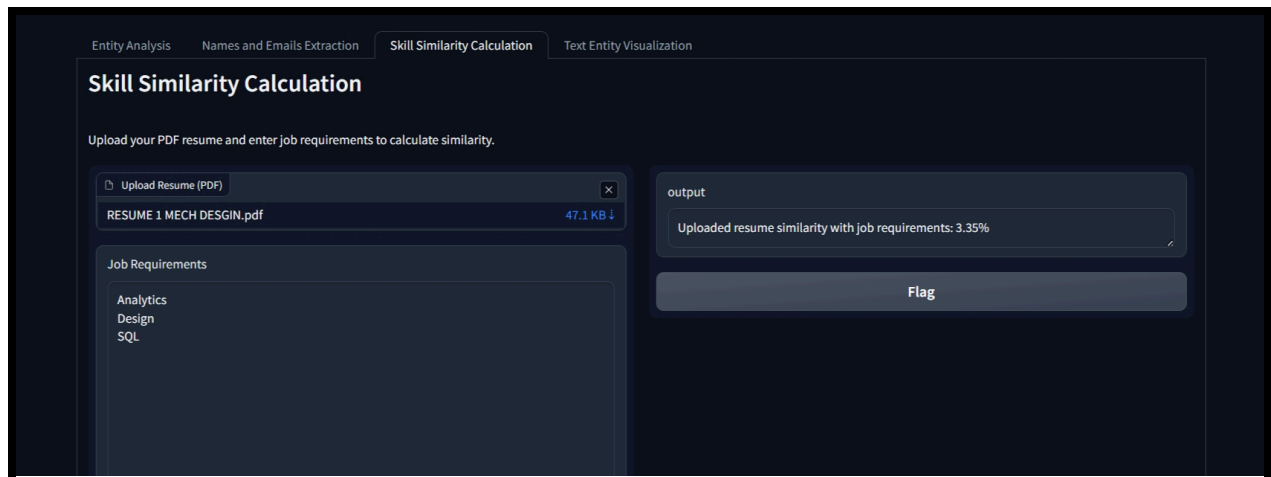 Entity Analysis Names and Emails Extraction Skill Similarity Calculation Text Entity Visualization
Skill Similarity Calculation
Upload your PDF resume and enter job requirements to calculate similarity.
Upload Resume (PDF)
RESUME 1 MECH DESGIN.pdf 47.1 KB↓
Job Requirements
Analytics
Design
SQL
output
Uploaded resume similarity with job requirements: 3.35%
Flag